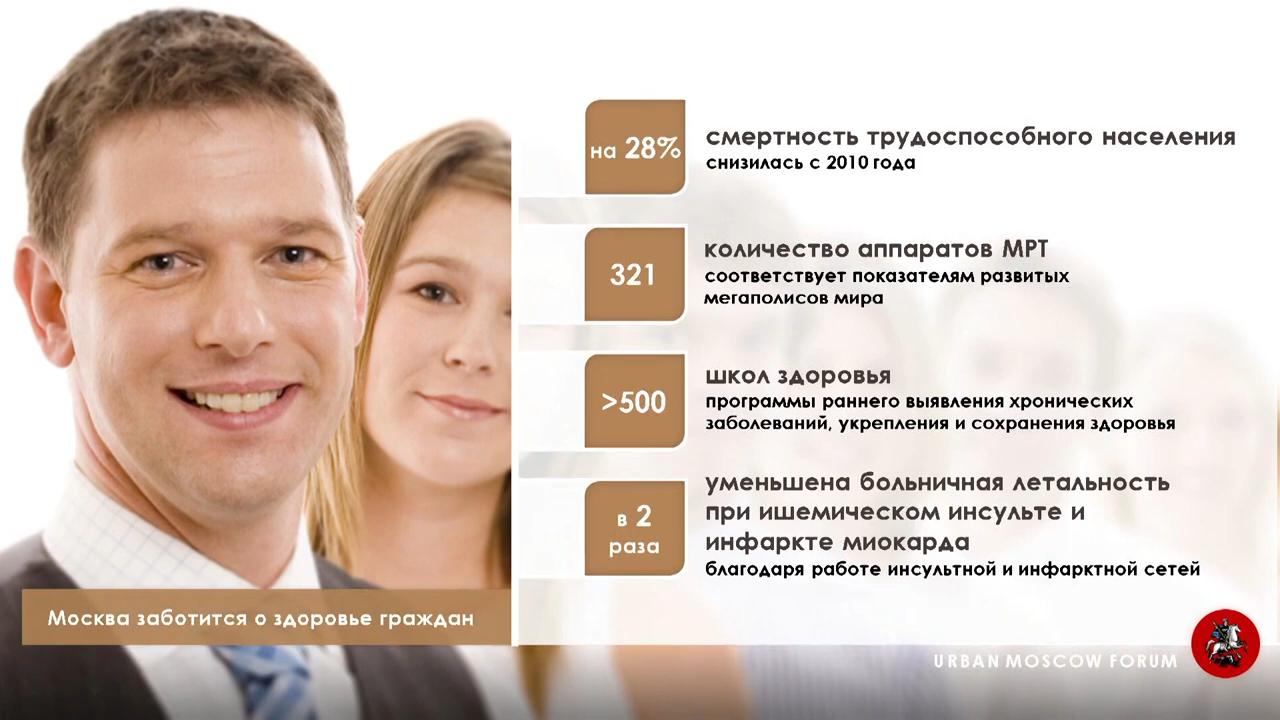 на 28%
смертность трудоспособного населения
снизилась с 2010 года
321
количество аппаратов МРТ
соответствует показателям развитых
мегаполисов мира
>500
школ здоровья
программы раннего выявления хронических
заболеваний, укрепления и сохранения здоровья
в 2
раза
уменьшена больничная летальность
при ишемическом инсульте и
инфаркте миокарда
благодаря работе инсультной и инфарктной сетей
Москва заботится о здоровье граждан
URBAN MOSCOW FORUM